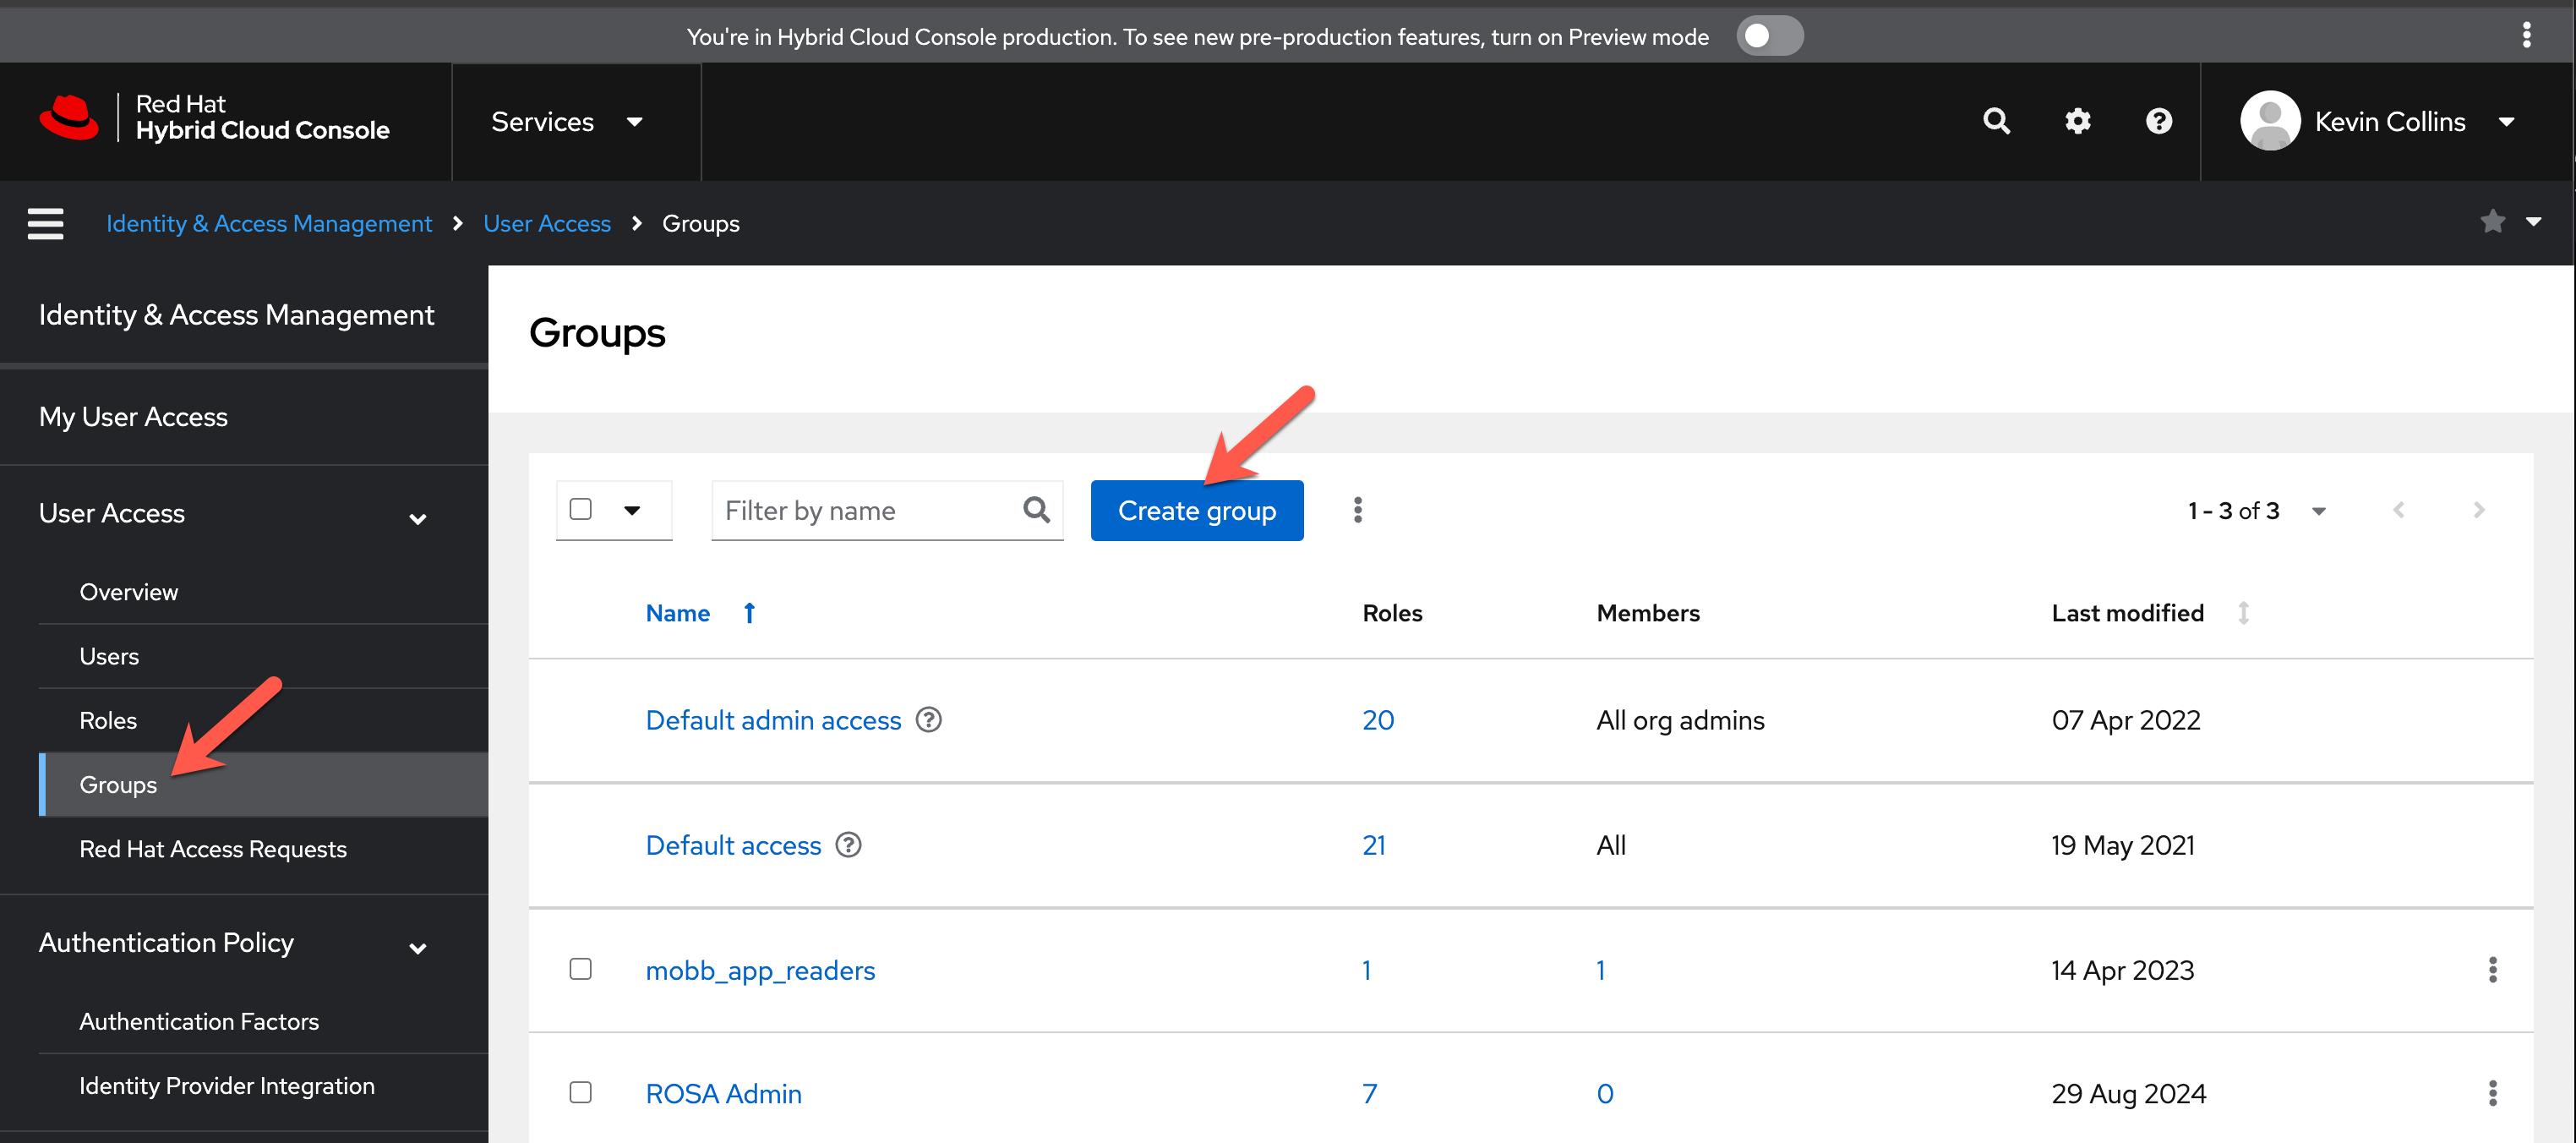 You're in Hybrid Cloud Console production. To see new pre-production features, turn on Preview mode
Red Hat
Hybrid Cloud Console
Services
Kevin Collins
Identity & Access Management
User Access
Groups
Identity & Access Management
My User Access
User Access
Overview
Users
Roles
Groups
Red Hat Access Requests
Authentication Policy
Authentication Factors
Identity Provider Integration
Groups
Filter by name
Create group
1 - 3 of 3
Name Roles Members Last modified
Default admin access 20 All org admins 07 Apr 2022
Default access 21 All 19 May 2021
mobb_app_readers 1 1 14 Apr 2023
ROSA Admin 7 0 29 Aug 2024